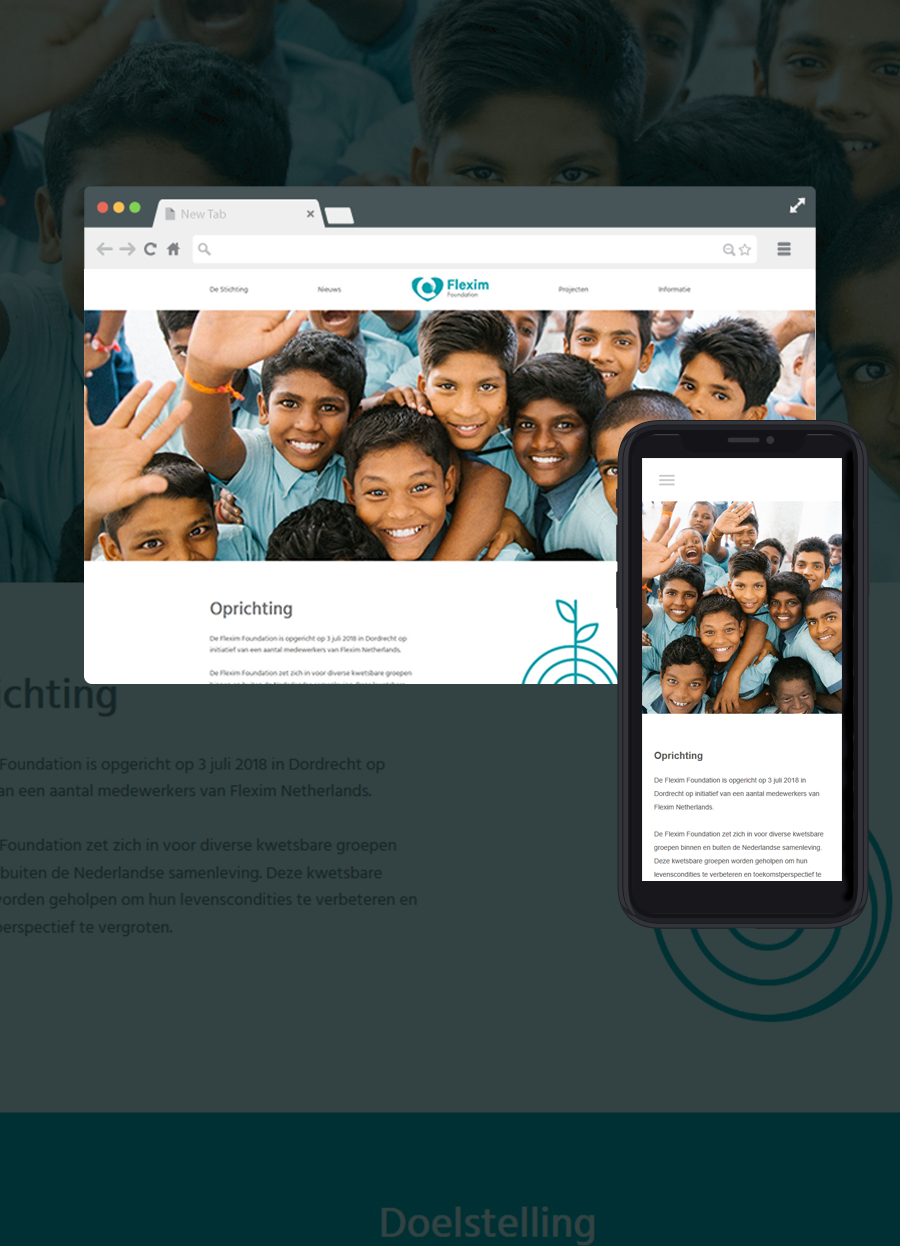 New Tab
De Stichting
Nieuws
Flexim
Foundation
Projecten
Informatie
Oprichting
De Flexim Foundation is opgericht op 3 juli 2018 in Dordrecht op
initiatief van een aantal medewerkers van Flexim Netherlands.
De Flexim Foundation zet zich in voor diverse kwetsbare groepen
Oprichting
De Flexim Foundation is opgericht op 3 juli 2018 in
Dordrecht op initiatief van een aantal medewerkers van
Flexim Netherlands.
De Flexim Foundation zet zich in voor diverse kwetsbare
groepen binnen en buiten de Nederlandse samenleving.
Deze kwetsbare groepen worden geholpen om hun
levenscondities te verbeteren en toekomstperspectief te
ichting
Foundation is opgericht op 3 juli 2018 in Dordrecht op
an een aantal medewerkers van Flexim Netherlands.
Foundation zet zich in voor diverse kwetsbare groepen
buiten de Nederlandse samenleving. Deze kwetsbare
vorden geholpen om hun levenscondities te verbeteren en
perspectief te vergroten.
Doelstelling